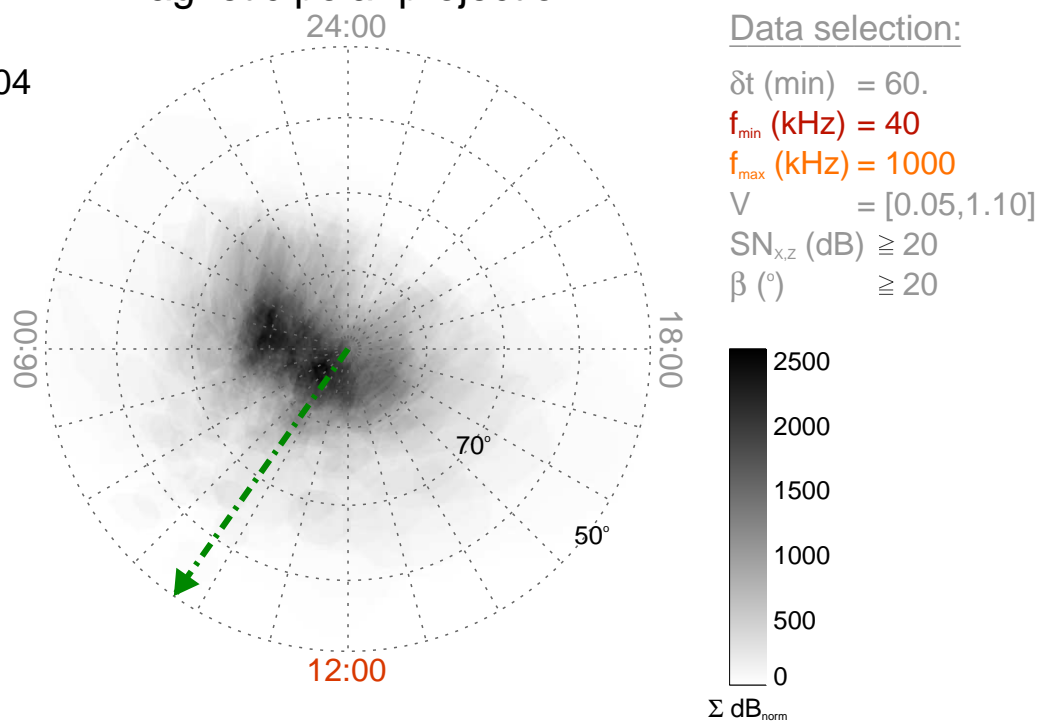 24:00
04
06:00
18:00
70°
50°
12:00
Data selection:
δt (min) = 60.
fmin (kHz) = 40
fmax (kHz) = 1000
V = [0.05,1.10]
SNx,z (dB) ≧ 20
β (°) ≧ 20
2500
2000
1500
1000
500
0
Σ dBnorm